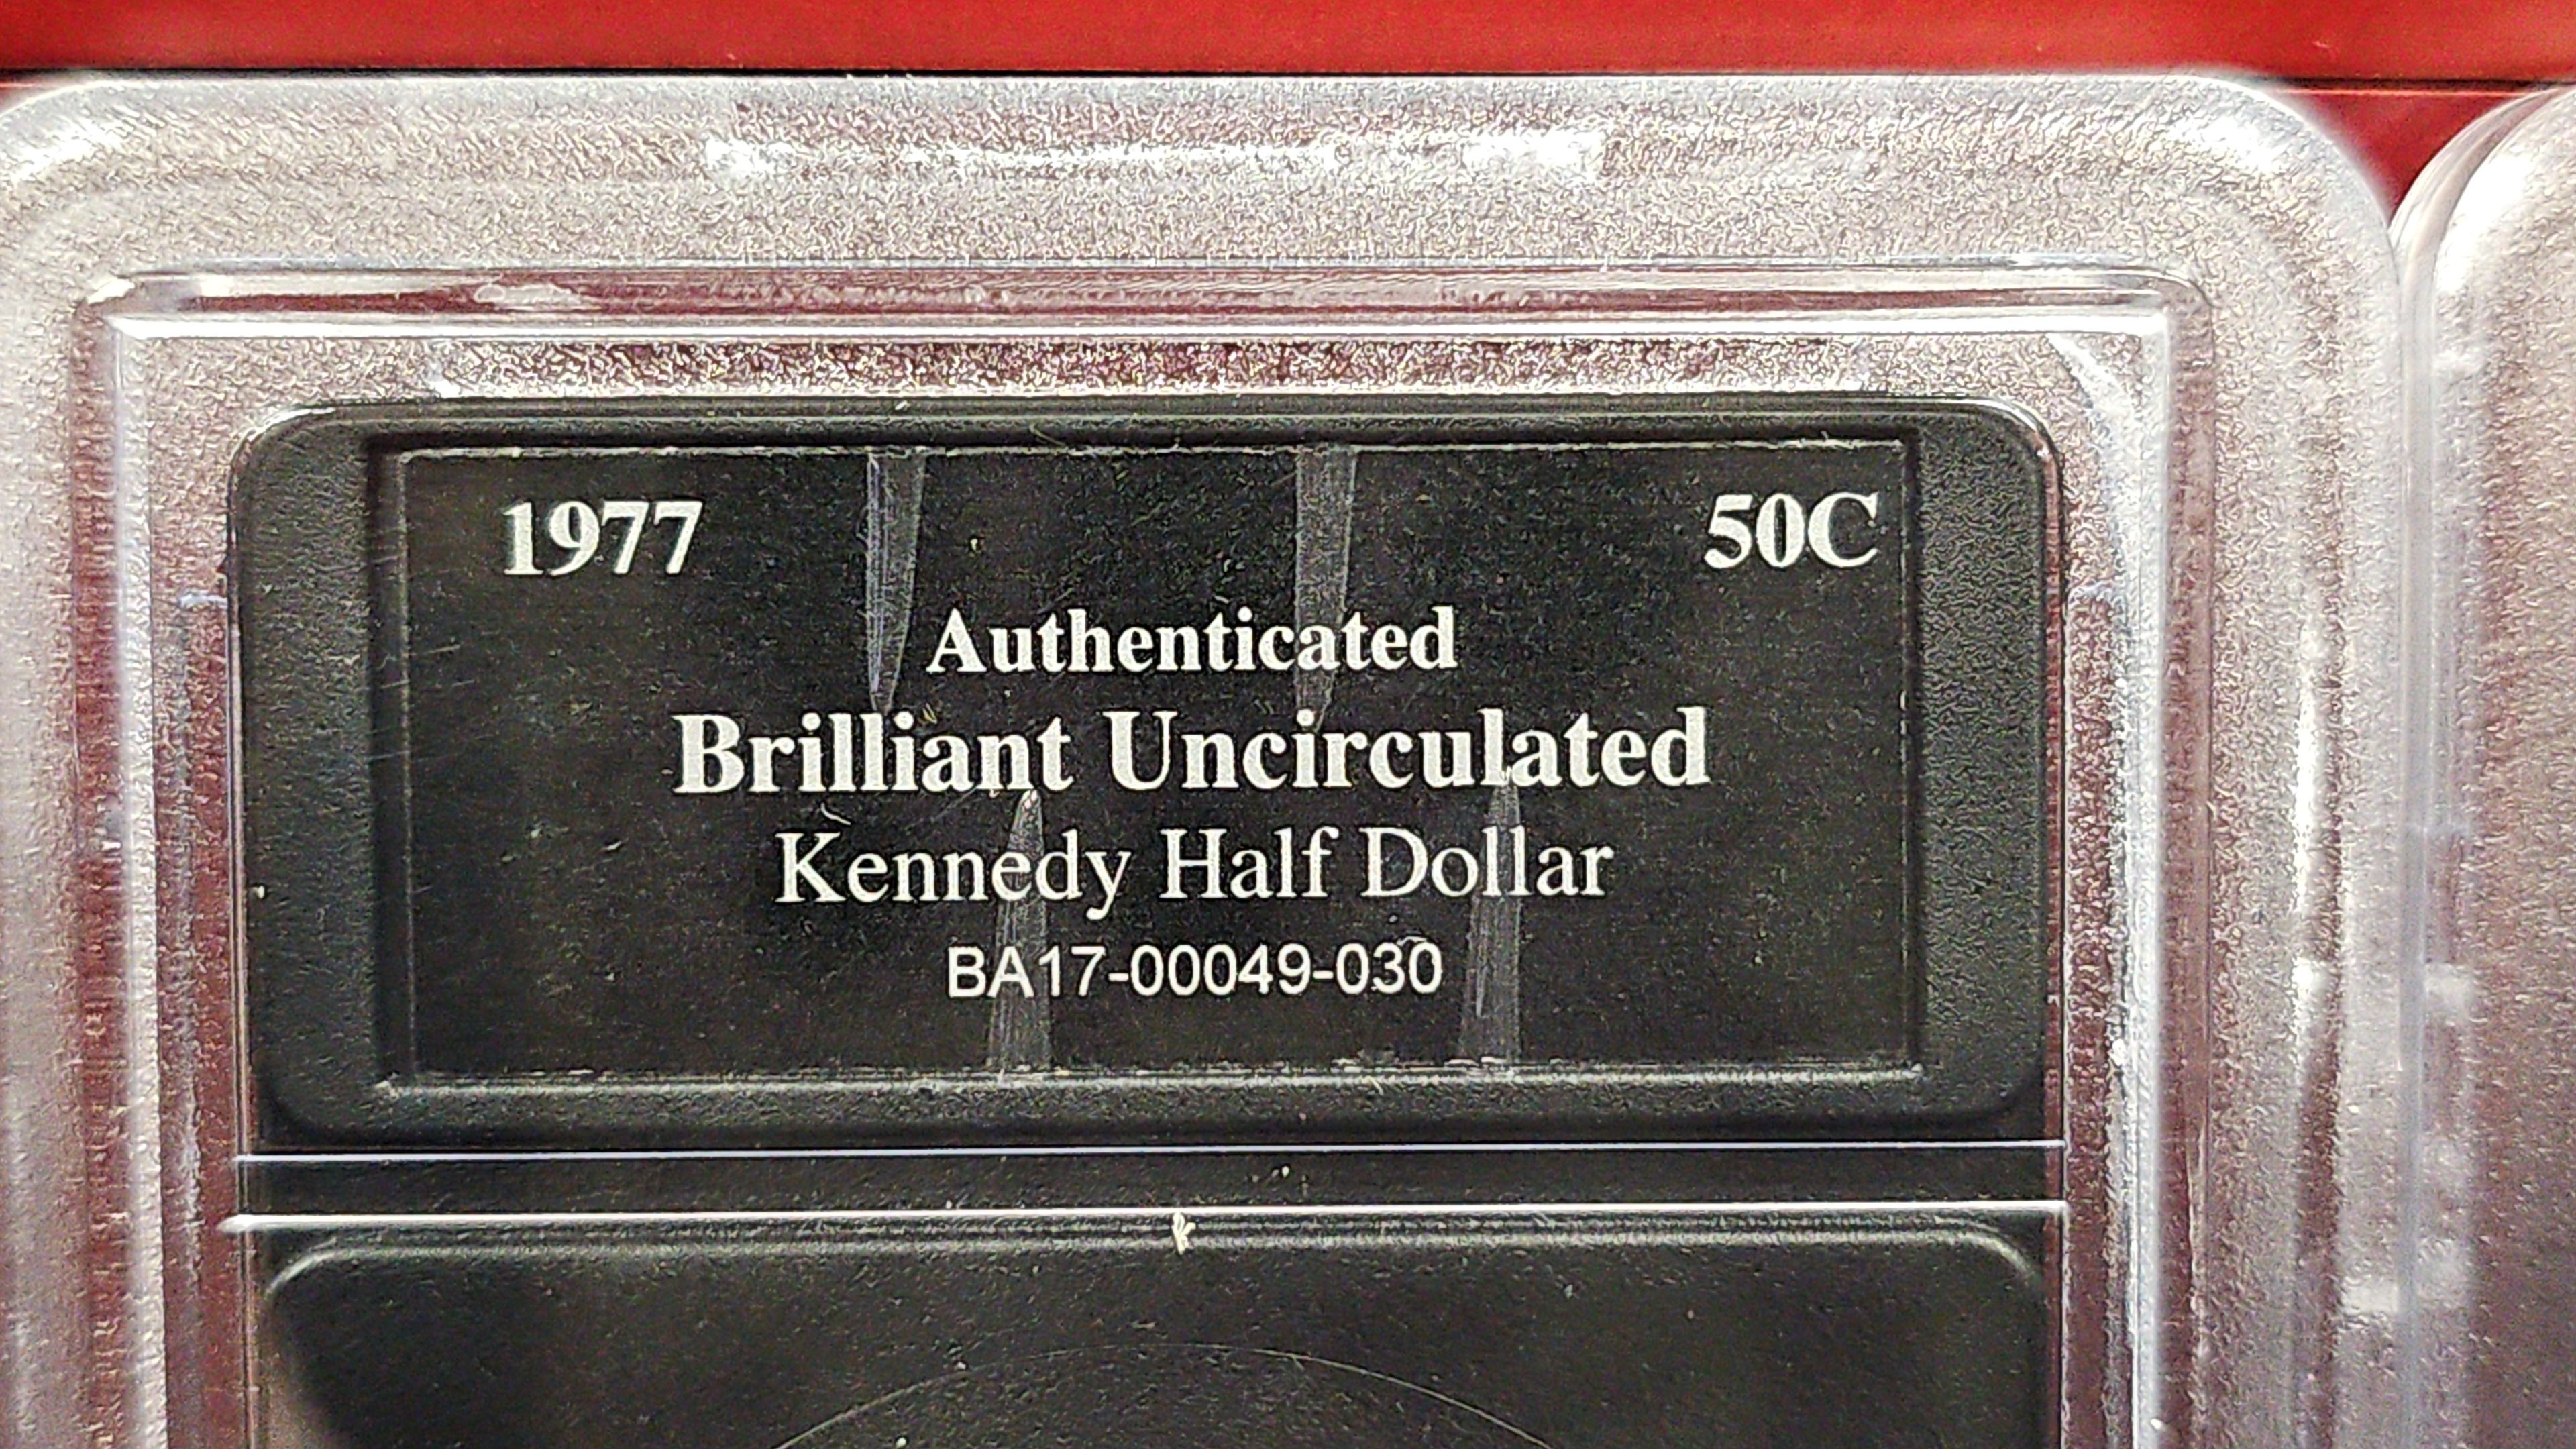 1977 50C
Authenticated
Brilliant Uncirculated
Kennedy Half Dollar
BA17-00049-030